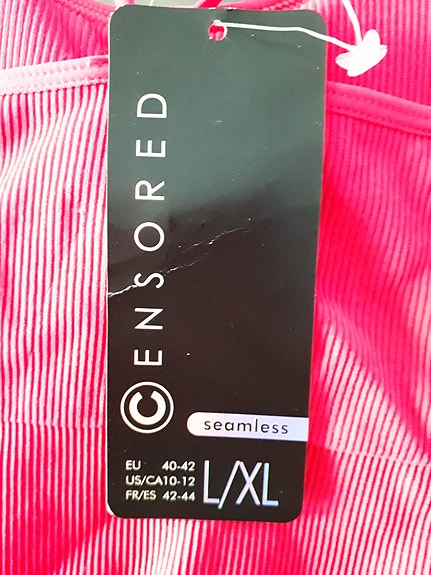 CENSORED
seamless
EU 40-42
US/CA10-12
FR/ES 42-44
L/XL